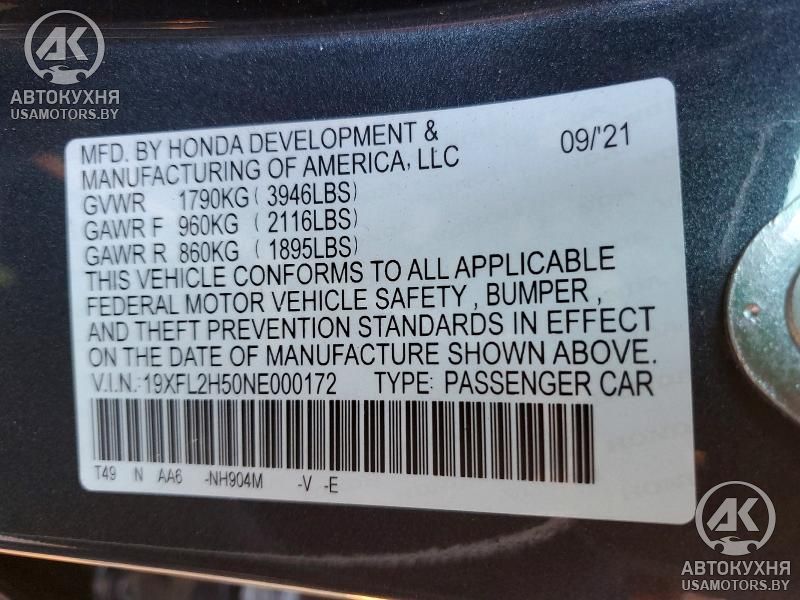 AK
АВТОКУХНЯ
USAMOTORS.BY
MFD. BY HONDA DEVELOPMENT & 09/'21
MANUFACTURING OF AMERICA, LLC
GVWR 1790KG ( 3946LBS)
GAWR F 960KG ( 2116LBS)
GAWR R 860KG ( 1895LBS)
THIS VEHICLE CONFORMS TO ALL APPLICABLE
FEDERAL MOTOR VEHICLE SAFETY , BUMPER ,
AND THEFT PREVENTION STANDARDS IN EFFECT
ON THE DATE OF MANUFACTURE SHOWN ABOVE.
V.I.N.:19XFL2H50NE000172 TYPE: PASSENGER CAR
T49 N AA6 -NH904M -V -E
AK
АВТОКУХНЯ
USAMOTORS.BY